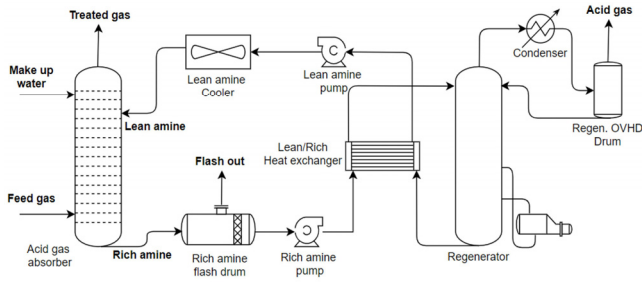 Treated gas
Acid gas
Condenser
Make up
water
Lean amine
Cooler
Lean amine
pump
Lean amine
Regen. OVHD
Drum
Lean/Rich
Heat exchanger
Flash out
Feed gas
Acid gas
absorber
Rich amine
Rich amine
flash drum
Rich amine
pump
Regenerator
C